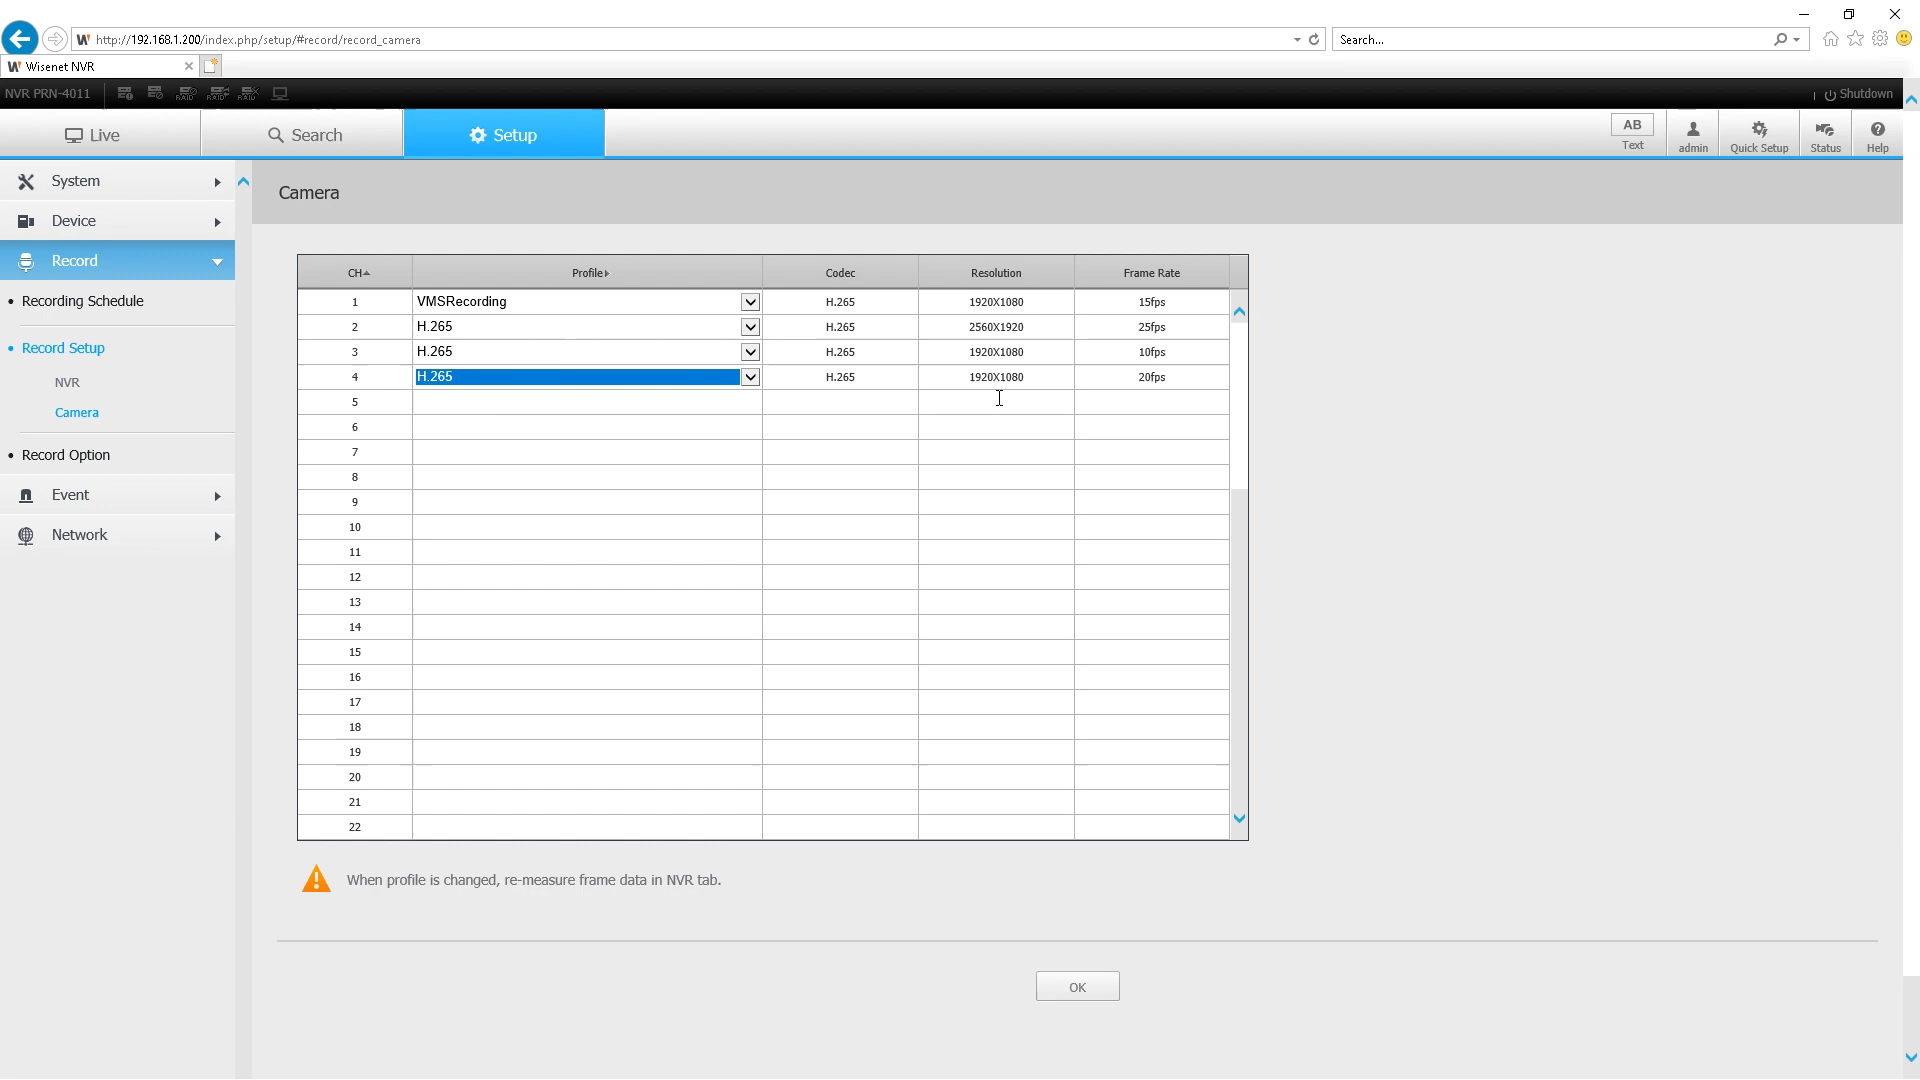 http://192.168.1.200/index.php/setup/#record/record_camera
Search...
W Wisenet NVR
NVR PRN-4011
RAID RAID RAID
Shutdown
Live
Search
Setup
AB
Text
admin
Quick Setup
Status
Help
System
Device
Record
• Recording Schedule
• Record Setup
NVR
Camera
• Record Option
Event
Network
Camera
CH Profile Codec Resolution Frame Rate
1 VMSRecording H.265 1920X1080 15fps
2 H.265 H.265 2560X1920 25fps
3 H.265 H.265 1920X1080 10fps
4 H.265 H.265 1920X1080 20fps
5
6
7
8
9
10
11
12
13
14
15
16
17
18
19
20
21
22
When profile is changed, re-measure frame data in NVR tab.
OK